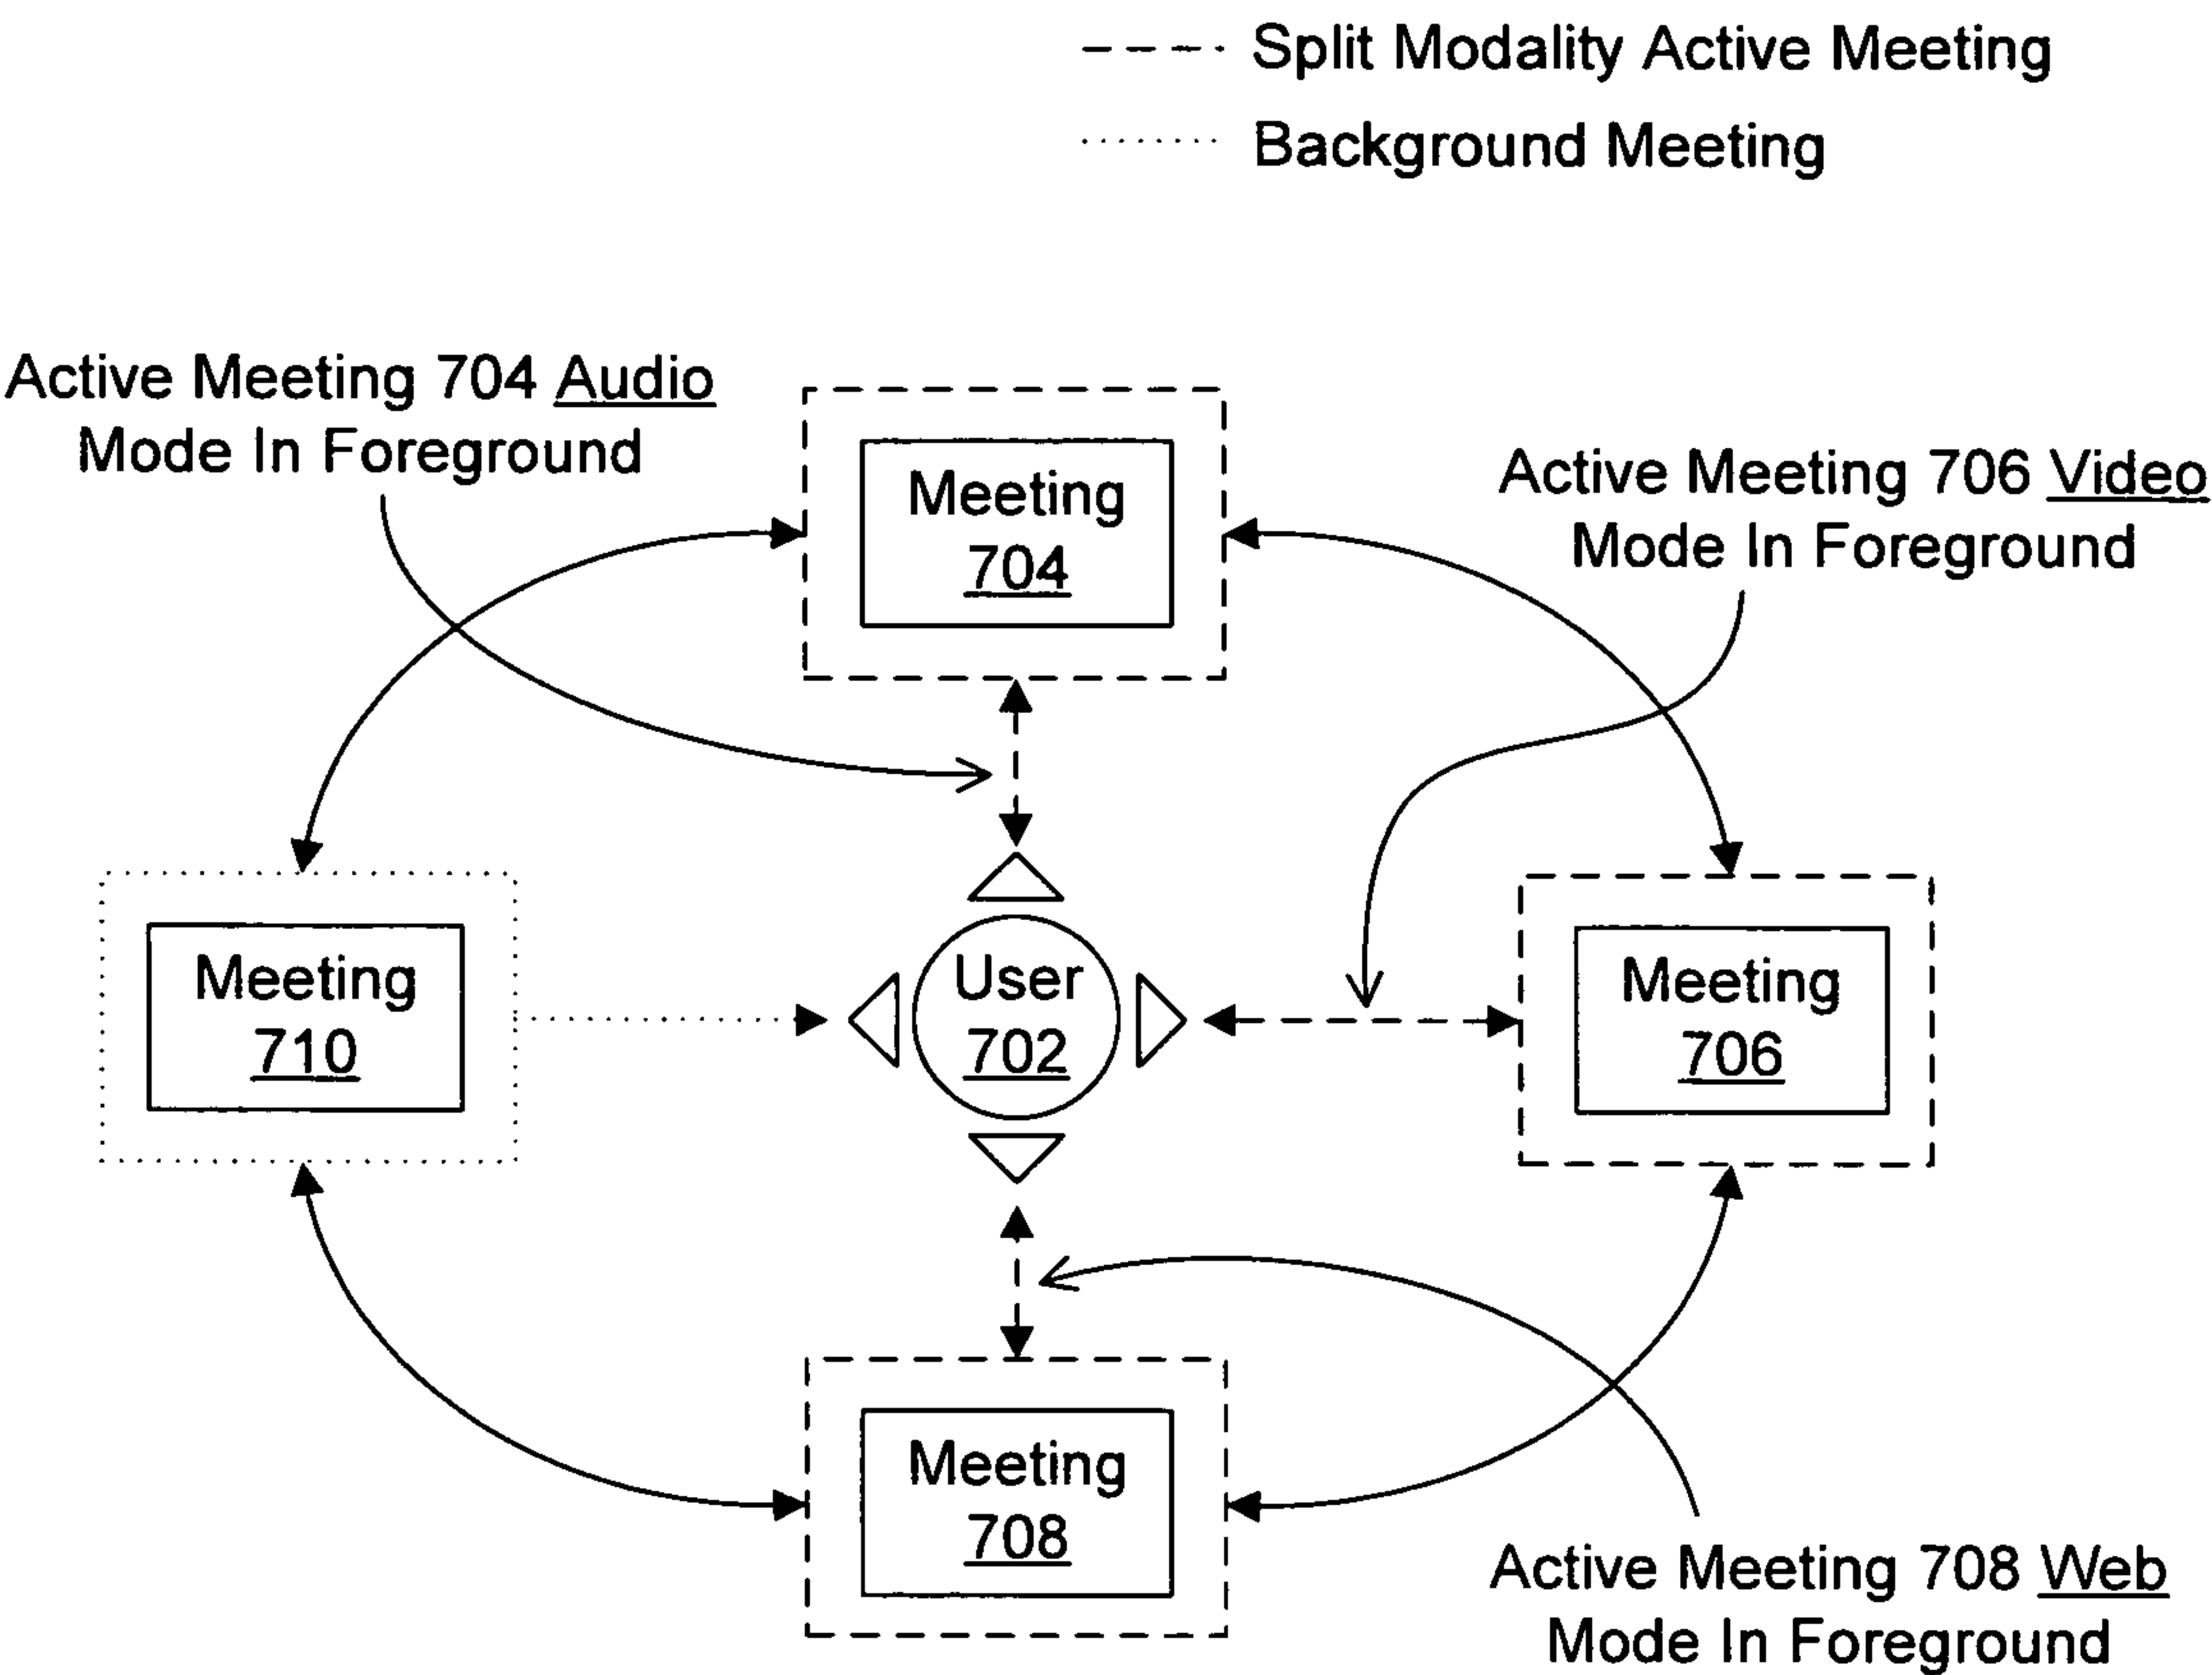 Split Modality Active Meeting
Background Meeting
Active Meeting 704 Audio
Mode In Foreground
Meeting
704
Active Meeting 706 Video
Mode In Foreground
Meeting
710
User
702
Meeting
706
Meeting
708
Active Meeting 708 Web
Mode In Foreground